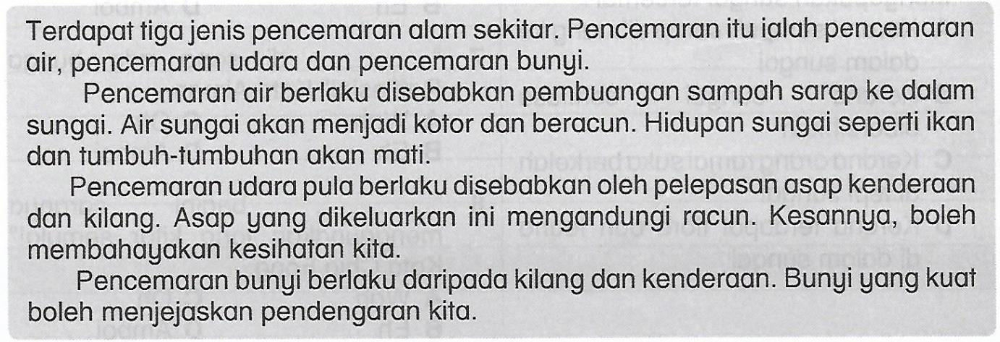 Terdapat tiga jenis pencemaran alam sekitar. Pencemaran itu ialah pencemaran
air, pencemaran udara dan pencemaran bunyi.
Pencemaran air berlaku disebabkan pembuangan sampah sarap ke dalam
sungai. Air sungai akan menjadi kotor dan beracun. Hidupan sungai seperti ikan
dan tumbuh-tumbuhan akan mati.
Pencemaran udara pula berlaku disebabkan oleh pelepasan asap kenderaan
dan kilang. Asap yang dikeluarkan ini mengandungi racun. Kesannya, boleh
membahayakan kesihatan kita.
Pencemaran bunyi berlaku daripada kilang dan kenderaan. Bunyi yang kuat
boleh menjejaskan pendengaran kita.